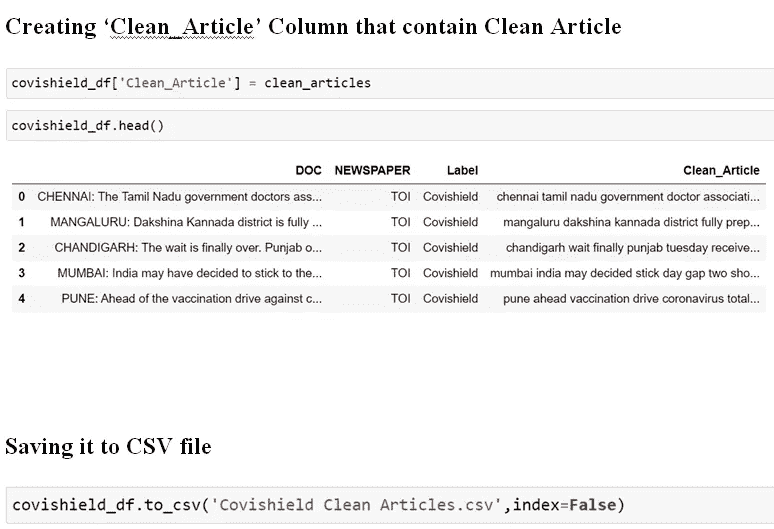 Creating ‘Clean_Article’ Column that contain Clean Article
covishield_df['Clean_Article'] = clean_articles
covishield_df.head()
DOC NEWSPAPER Label Clean_Article
0 CHENNAI: The Tamil Nadu government doctors ass... TOI Covishield chennai tamil nadu government doctor associati...
1 MANGALURU: Dakshina Kannada district is fully ... TOI Covishield mangaluru dakshina kannada district fully prep...
2 CHANDIGARH: The wait is finally over. Punjab o... TOI Covishield chandigarh wait finally punjab tuesday receive...
3 MUMBAI: India may have decided to stick to the... TOI Covishield mumbai india may decided stick day gap two sho...
4 PUNE: Ahead of the vaccination drive against c... TOI Covishield pune ahead vaccination drive coronavirus total...
Saving it to CSV file
covishield_df.to_csv('Covishield Clean Articles.csv',index=False)